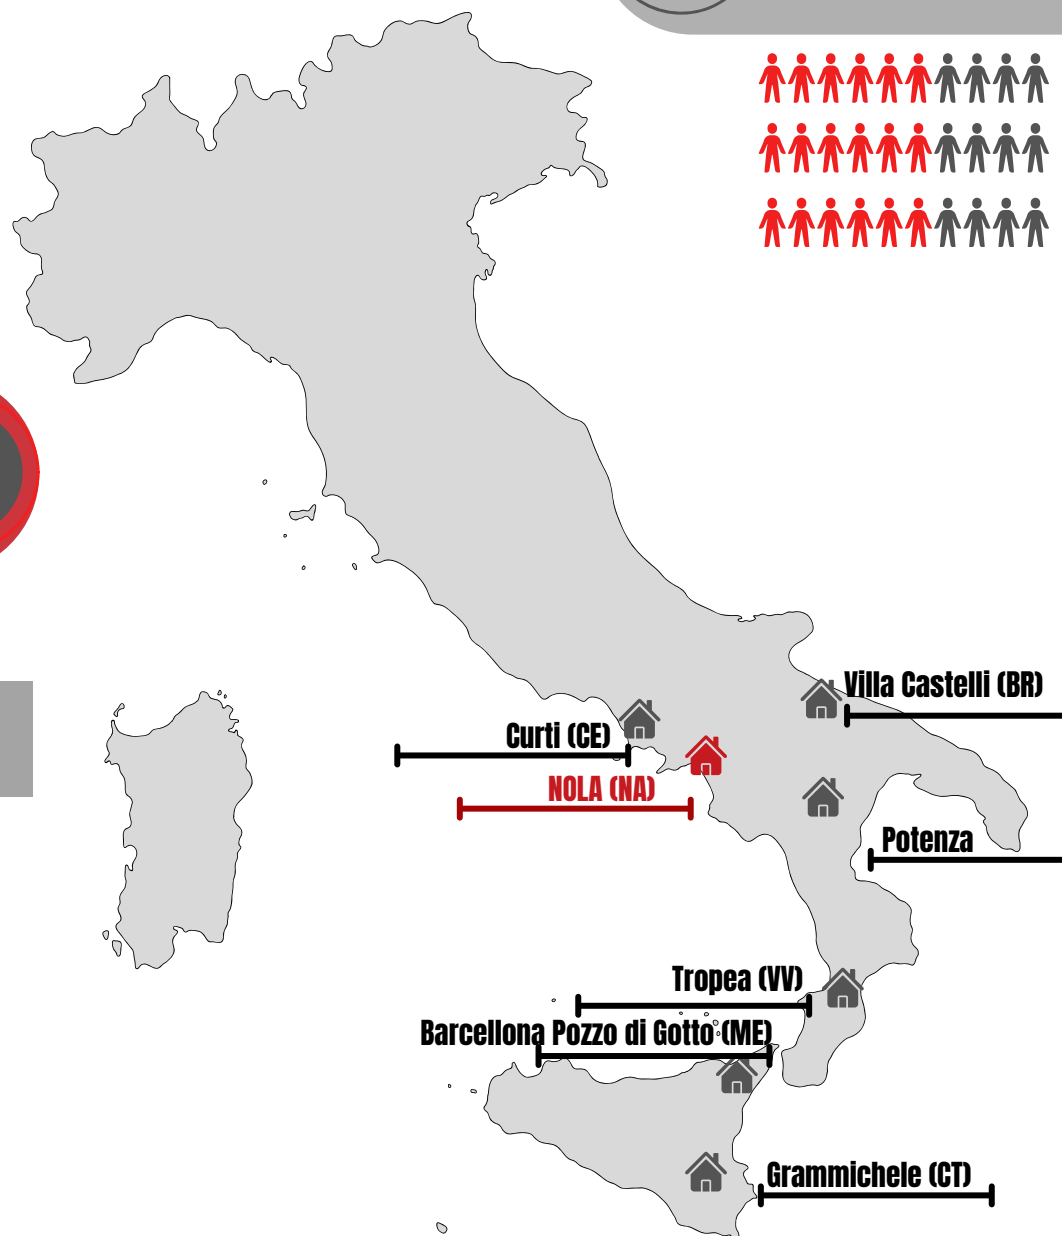 Villa Castelli (BR)
Curti (CE)
NOLA (NA)
Potenza
Tropea (VV)
Barcellona Pozzo di Gotto (ME)
Grammichele (CT)